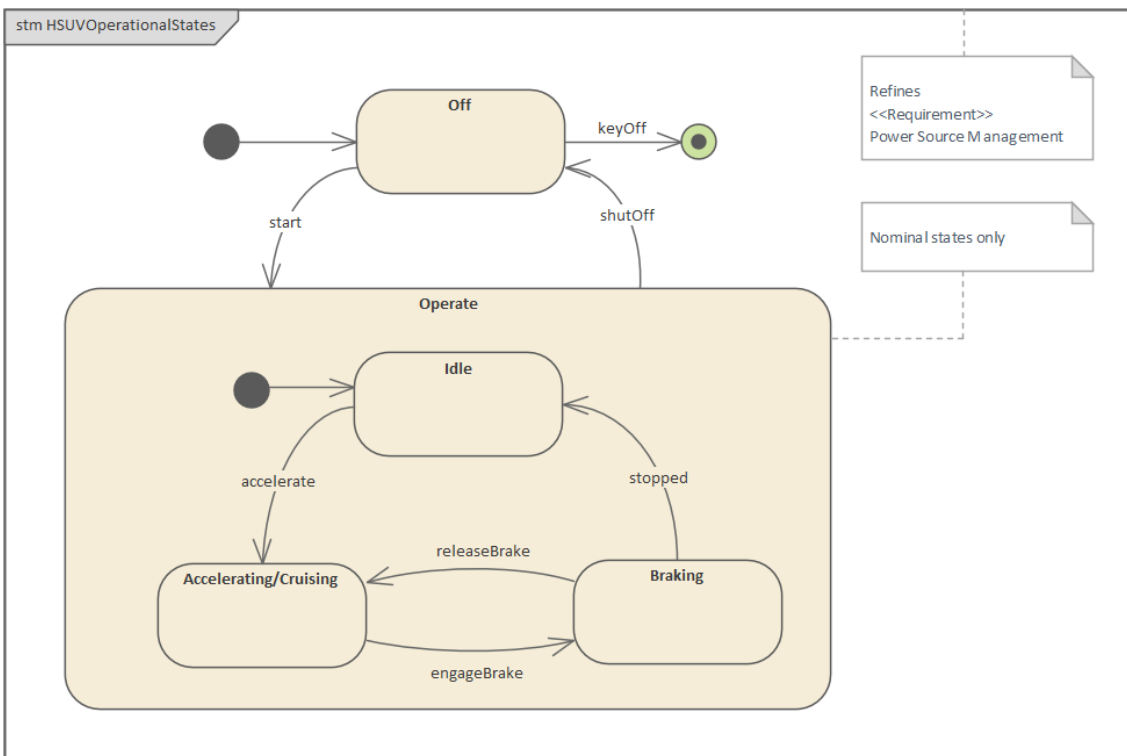 stm HSUVOperationalStates
Refines
<<Requirement>>
Power Source Management
Off
keyOff
start
shutOff
Nominal states only
Operate
Idle
accelerate
stopped
releaseBrake
Accelerating/Cruising
Braking
engageBrake